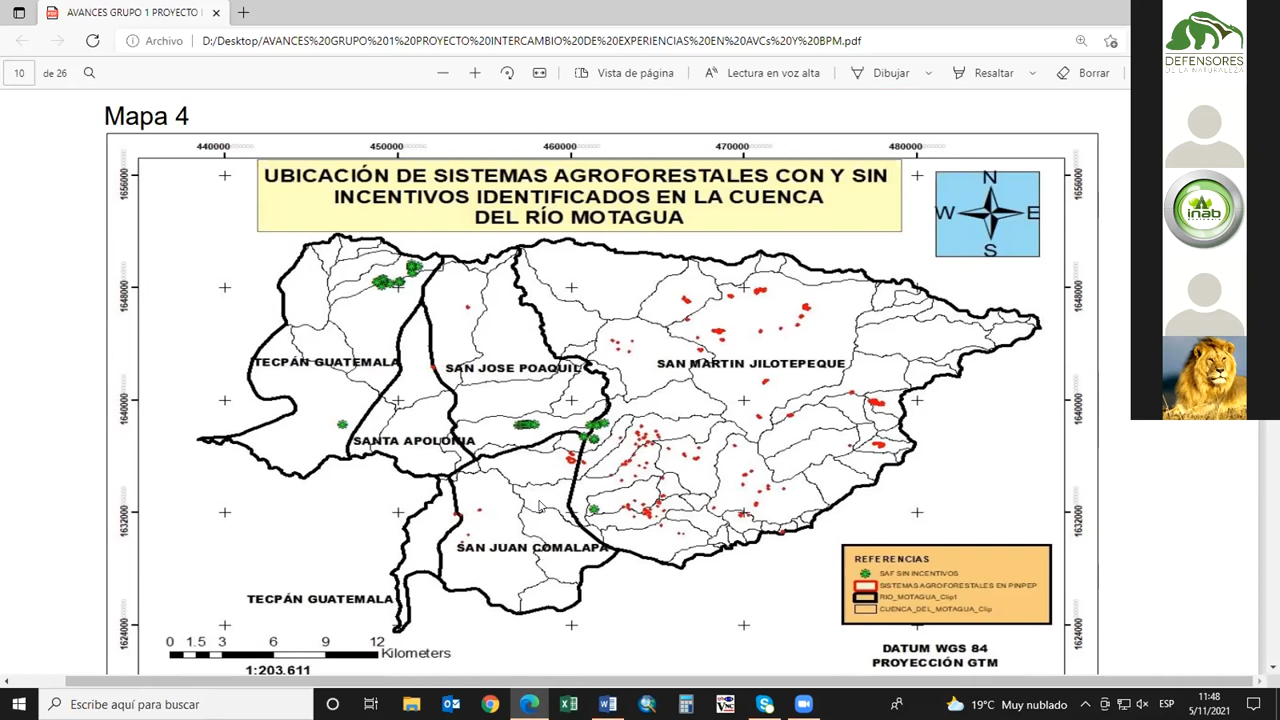 AVANCES GRUPO 1 PROYECTO I
Archivo
D:/Desktop/AVANCES%20GRUPO%201%20PROYECTO%20INTERCAMBIO%20DE%20EXPERIENCIAS%20EN%20AVCs%20Y%20BPM.pdf
10
de 26
Vista de página
Lectura en voz alta
Dibujar
Resaltar
Borrar
DEFENSORES
DE LA NATURALEZA
inab
Mapa 4
440000
450000
460000
470000
480000
1656000
1656000
UBICACIÓN DE SISTEMAS AGROFORESTALES CON Y SIN
INCENTIVOS IDENTIFICADOS EN LA CUENCA
DEL RÍO MOTAGUA
N
W
E
S
1648000
1648000
TECPÁN GUATEMALA
SAN JOSE POAQUIL
SAN MARTIN JILOTEPEQUE
1640000
1640000
SANTA APOLONIA
1632000
1632000
SAN JUAN COMALAPA
TECPÁN GUATEMALA
REFERENCIAS
SAF SIN INCENTIVOS
SISTEMAS AGROFORESTALES EN PINPEP
RIO_MOTAGUA_Clip1
CUENCA_DEL_MOTAGUA_Clip
1624000
1624000
0 1.5 3 6 9 12
Kilometers
1:203.611
DATUM WGS 84
PROYECCIÓN GTM
Escribe aquí para buscar
19°C Muy nublado
ESP
11:48
5/11/2021